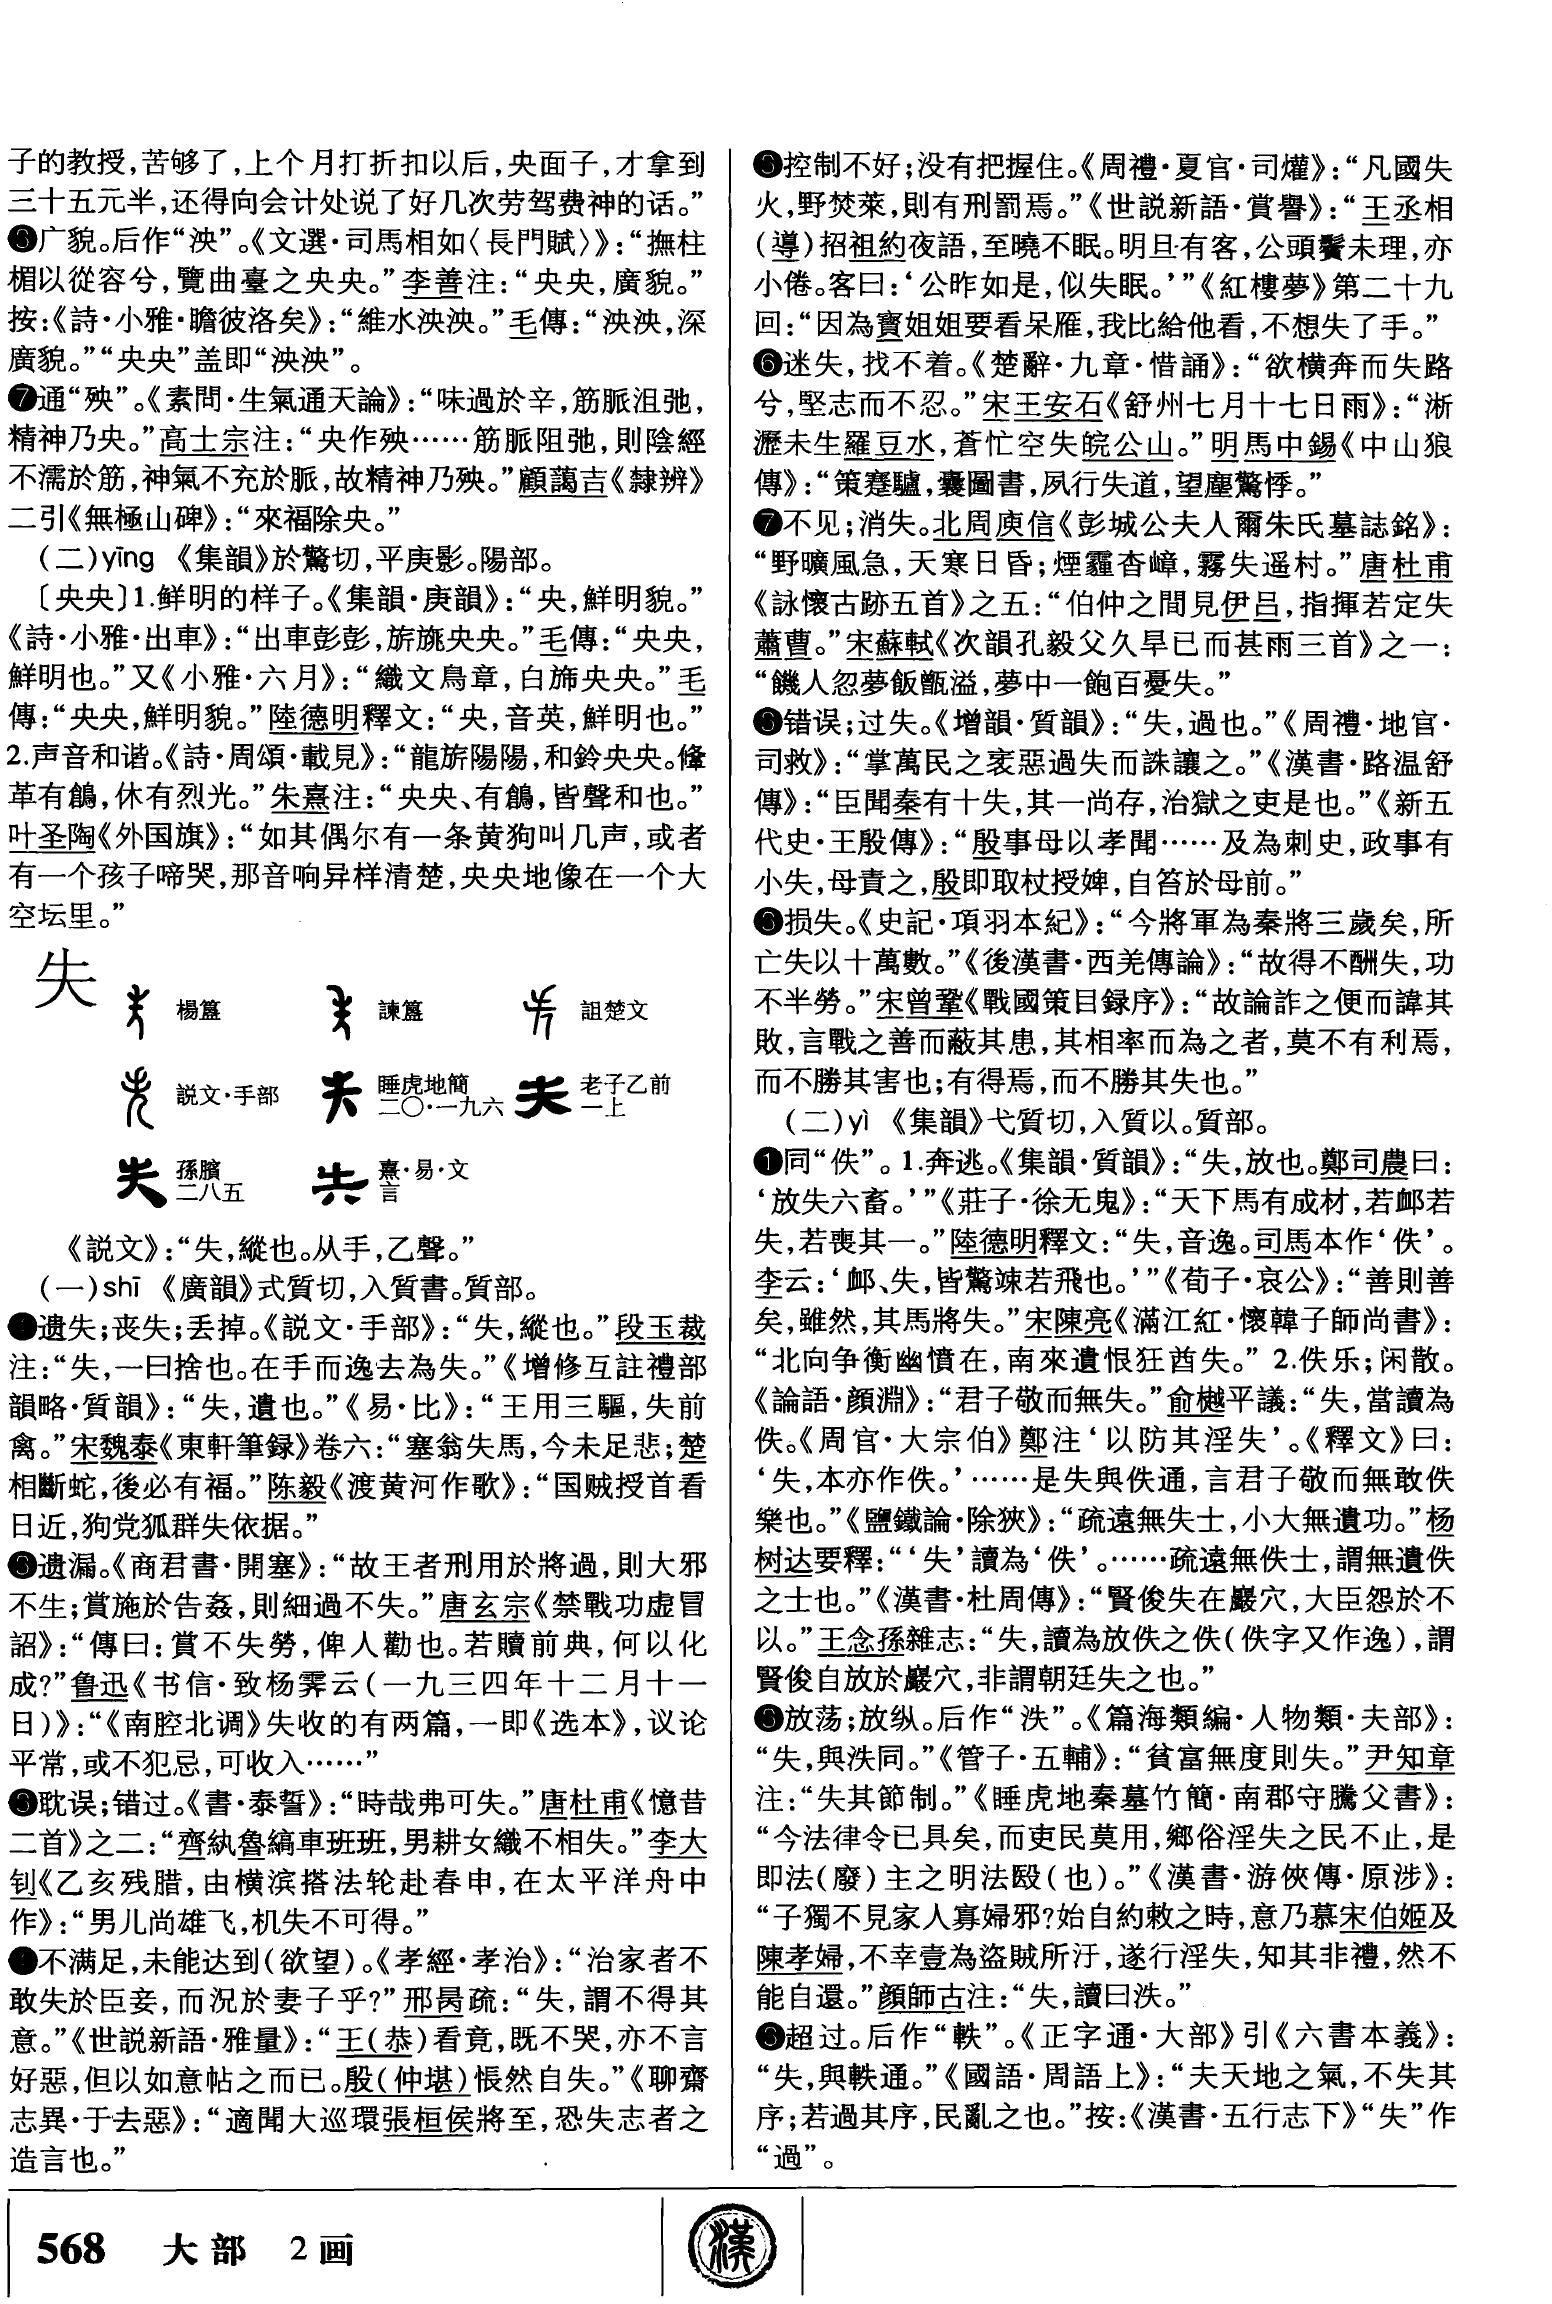 子的教授,苦够了,上个月打折扣以后,央面子,才拿到
三十五元半,还得向会计处说了好几次劳驾费神的话。”
❻广貌。后作“泱”。《文選·司馬相如〈長門賦〉》:“撫柱
楣以從容兮,覽曲臺之央央。”李善注:“央央,廣貌。”
按:《詩·小雅·瞻彼洛矣》:“維水泱泱。”毛傳:“泱泱,深
廣貌。”“央央”盖即“泱泱”。
❼通“殃”。《素問·生氣通天論》:“味過於辛,筋脈沮弛,
精神乃央。”高士宗注:“央作殃……筋脈阻弛,則陰經
不濡於筋,神氣不充於脈,故精神乃殃。”顧藹吉《隸辨》
二引《無極山碑》:“來福除央。”
(二)yīng 《集韻》於驚切,平庚影。陽部。
〔央央〕1.鲜明的样子。《集韻·庚韻》:“央,鮮明貌。”
《詩·小雅·出車》:“出車彭彭,旂旐央央。”毛傳:“央央,
鮮明也。”又《小雅·六月》:“織文鳥章,白旆央央。”毛
傳:“央央,鮮明貌。”陸德明釋文:“央,音英,鮮明也。”
2.声音和谐。《詩·周頌·載見》:“龍旂陽陽,和鈴央央。鞗
革有鶬,休有烈光。”朱熹注:“央央、有鶬,皆聲和也。”
叶圣陶《外国旗》:“如其偶尔有一条黄狗叫几声,或者
有一个孩子啼哭,那音响异样清楚,央央地像在一个大
空坛里。”
失
楊簋 諫簋 詛楚文
説文·手部 睡虎地簡二〇·一九六 老子乙前一上
孫臏二八五 熹·易·文言
《説文》:“失,縱也。从手,乙聲。”
(一)shī 《廣韻》式質切,入質書。質部。
❶遗失;丧失;丢掉。《説文·手部》:“失,縱也。”段玉裁
注:“失,一曰捨也。在手而逸去為失。”《增修互註禮部
韻略·質韻》:“失,遺也。”《易·比》:“王用三驅,失前
禽。”宋魏泰《東軒筆録》卷六:“塞翁失馬,今未足悲;楚
相斷蛇,後必有福。”陈毅《渡黄河作歌》:“国贼授首看
日近,狗党狐群失依据。”
❷遗漏。《商君書·開塞》:“故王者刑用於將過,則大邪
不生;賞施於告姦,則細過不失。”唐玄宗《禁戰功虚冒
詔》:“傳曰:賞不失勞,俾人勸也。若贖前典,何以化
成?”鲁迅《书信·致杨霁云(一九三四年十二月十一
日)》:“《南腔北调》失收的有两篇,一即《选本》,议论
平常,或不犯忌,可收入……”
❸耽误;错过。《書·泰誓》:“時哉弗可失。”唐杜甫《憶昔
二首》之二:“齊紈魯縞車班班,男耕女織不相失。”李大
钊《乙亥残腊,由横滨搭法轮赴春申,在太平洋舟中
作》:“男儿尚雄飞,机失不可得。”
❹不满足,未能达到(欲望)。《孝經·孝治》:“治家者不
敢失於臣妾,而況於妻子乎?”邢昺疏:“失,謂不得其
意。”《世説新語·雅量》:“王(恭)看竟,既不哭,亦不言
好惡,但以如意帖之而已。殷(仲堪)悵然自失。”《聊齋
志異·于去惡》:“適聞大巡環張桓侯將至,恐失志者之
造言也。”
❺控制不好;没有把握住。《周禮·夏官·司爟》:“凡國失
火,野焚萊,則有刑罰焉。”《世説新語·賞譽》:“王丞相
(導)招祖約夜語,至曉不眠。明旦有客,公頭鬢未理,亦
小倦。客曰:‘公昨如是,似失眠。’”《紅樓夢》第二十九
回:“因為寳姐姐要看呆雁,我比給他看,不想失了手。”
❻迷失,找不着。《楚辭·九章·惜誦》:“欲横奔而失路
兮,堅志而不忍。”宋王安石《舒州七月十七日雨》:“淅
瀝未生羅豆水,蒼忙空失皖公山。”明馬中錫《中山狼
傳》:“策蹇驢,囊圖書,夙行失道,望塵驚悸。”
❼不见;消失。北周庾信《彭城公夫人爾朱氏墓誌銘》:
“野曠風急,天寒日昏;煙霾杳嶂,霧失遥村。”唐杜甫
《詠懷古跡五首》之五:“伯仲之間見伊吕,指揮若定失
蕭曹。”宋蘇軾《次韻孔毅父久旱已而甚雨三首》之一:
“饑人忽夢飯甑溢,夢中一飽百憂失。”
❽错误;过失。《增韻·質韻》:“失,過也。”《周禮·地官·
司救》:“掌萬民之衺惡過失而誅讓之。”《漢書·路温舒
傳》:“臣聞秦有十失,其一尚存,治獄之吏是也。”《新五
代史·王殷傳》:“殷事母以孝聞……及為刺史,政事有
小失,母責之,殷即取杖授婢,自笞於母前。”
❾损失。《史記·項羽本紀》:“今將軍為秦將三歲矣,所
亡失以十萬數。”《後漢書·西羌傳論》:“故得不酬失,功
不半勞。”宋曾鞏《戰國策目録序》:“故論詐之便而諱其
敗,言戰之善而蔽其患,其相率而為之者,莫不有利焉,
而不勝其害也;有得焉,而不勝其失也。”
(二)yì 《集韻》弋質切,入質以。質部。
❶同“佚”。1.奔逃。《集韻·質韻》:“失,放也。鄭司農曰:
‘放失六畜。’”《莊子·徐无鬼》:“天下馬有成材,若衈若
失,若喪其一。”陸德明釋文:“失,音逸。司馬本作‘佚’。
李云:‘衈、失,皆驚竦若飛也。’”《荀子·哀公》:“善則善
矣,雖然,其馬將失。”宋陳亮《滿江紅·懷韓子師尚書》:
“北向争衡幽憤在,南來遺恨狂酋失。” 2.佚乐;闲散。
《論語·顔淵》:“君子敬而無失。”俞樾平議:“失,當讀為
佚。《周官·大宗伯》鄭注‘以防其淫失’。《釋文》曰:
‘失,本亦作佚。’……是失與佚通,言君子敬而無敢佚
樂也。”《鹽鐵論·除狹》:“疏遠無失士,小大無遺功。”杨
树达要釋:“‘失’讀為‘佚’。……疏遠無佚士,謂無遺佚
之士也。”《漢書·杜周傳》:“賢俊失在巖穴,大臣怨於不
以。”王念孫雜志:“失,讀為放佚之佚(佚字又作逸),謂
賢俊自放於巖穴,非謂朝廷失之也。”
❷放荡;放纵。后作“泆”。《篇海類編·人物類·夫部》:
“失,與泆同。”《管子·五輔》:“貧富無度則失。”尹知章
注:“失其節制。”《睡虎地秦墓竹簡·南郡守騰父書》:
“今法律令已具矣,而吏民莫用,鄉俗淫失之民不止,是
即法(廢)主之明法殹(也)。”《漢書·游俠傳·原涉》:
“子獨不見家人寡婦邪?始自約敕之時,意乃慕宋伯姬及
陳孝婦,不幸壹為盜賊所汙,遂行淫失,知其非禮,然不
能自還。”顔師古注:“失,讀曰泆。”
❸超过。后作“軼”。《正字通·大部》引《六書本義》:
“失,與軼通。”《國語·周語上》:“夫天地之氣,不失其
序;若過其序,民亂之也。”按:《漢書·五行志下》“失”作
“過”。
568 大部 2画
漢